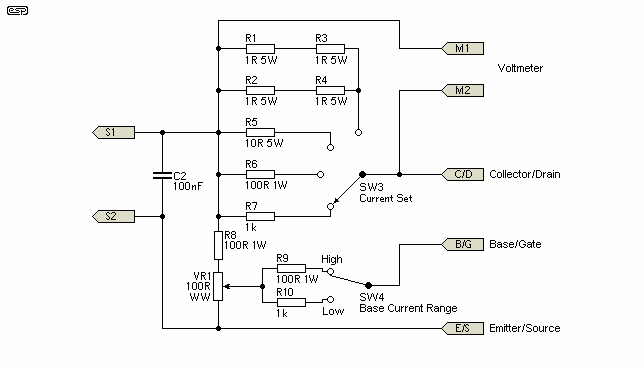 esp
R1
R3
M1
1R 5W
1R 5W
Voltmeter
R2
R4
M2
1R 5W
1R 5W
R5
S1
10R 5W
R6
C2
100nF
100R 1W
SW3
Current Set
C/D
Collector/Drain
R7
S2
1k
R8
100R 1W
B/G
Base/Gate
R9
High
VR1
100R
WW
100R 1W
R10
SW4
Base Current Range
1k
Low
E/S
Emitter/Source